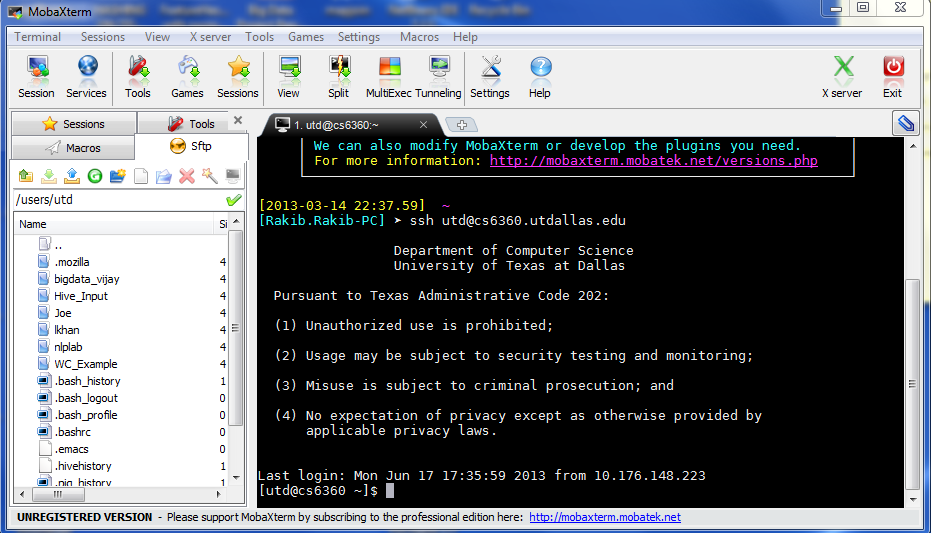 MobaXterm
Terminal Sessions View X server Tools Games Settings Macros Help
Session Services Tools Games Sessions View Split MultiExec Tunneling Settings Help X server Exit
Sessions Tools
Macros Sftp
/users/utd
Name Si
..
.mozilla 4
bigdata_vijay 4
Hive_Input 4
Joe 4
lkhan 4
nlplab 4
WC_Example 4
.bash_history 1
.bash_logout 0
.bash_profile 0
.bashrc 0
.emacs 0
.hivehistory 1
.pig_history 1
1. utd@cs6360:~
We can also modify MobaXterm or develop the plugins you need.
For more information: http://mobaxterm.mobatek.net/versions.php
[2013-03-14 22:37.59] ~
[Rakib.Rakib-PC] ➤ ssh utd@cs6360.utdallas.edu
Department of Computer Science
University of Texas at Dallas
Pursuant to Texas Administrative Code 202:
(1) Unauthorized use is prohibited;
(2) Usage may be subject to security testing and monitoring;
(3) Misuse is subject to criminal prosecution; and
(4) No expectation of privacy except as otherwise provided by
applicable privacy laws.
Last login: Mon Jun 17 17:35:59 2013 from 10.176.148.223
[utd@cs6360 ~]$
UNREGISTERED VERSION - Please support MobaXterm by subscribing to the professional edition here: http://mobaxterm.mobatek.net